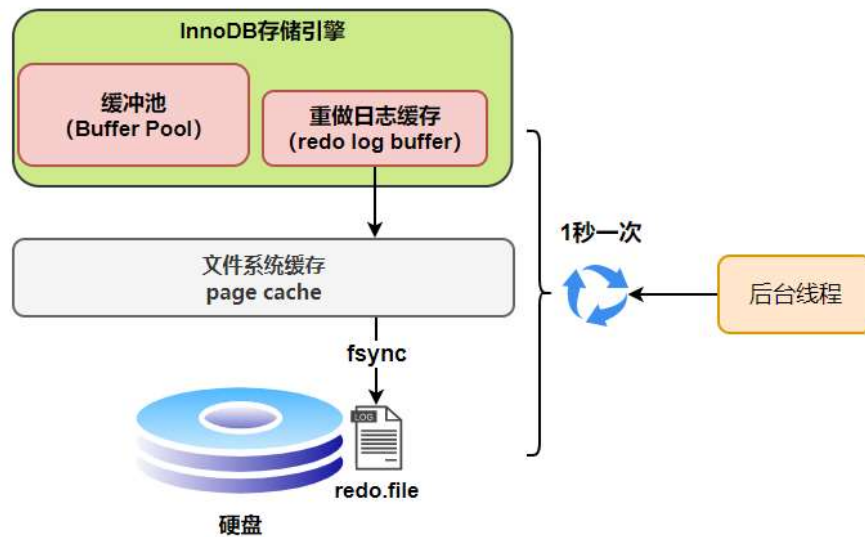 InnoDB存储引擎
缓冲池
（Buffer Pool）
重做日志缓存
（redo log buffer）
1秒一次
后台线程
文件系统缓存
page cache
fsync
LOG
redo.file
硬盘